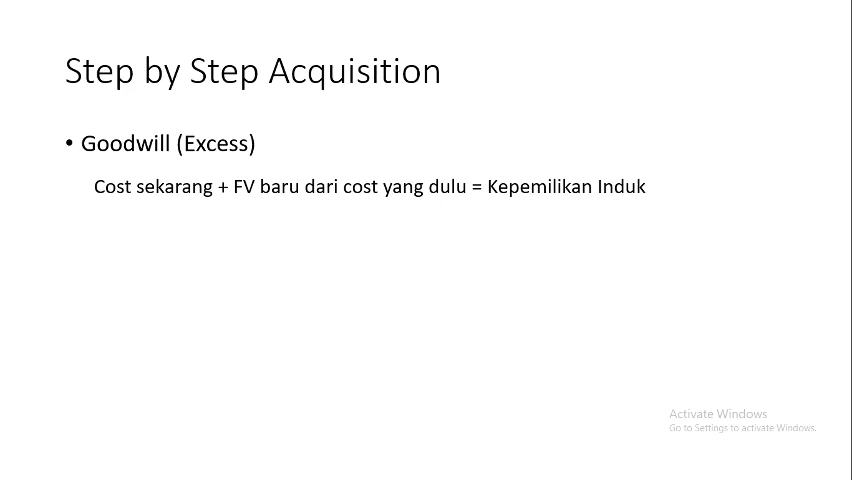 Step by Step Acquisition
• Goodwill (Excess)
Cost sekarang + FV baru dari cost yang dulu = Kepemilikan Induk
Activate Windows
Go to Settings to activate Windows.